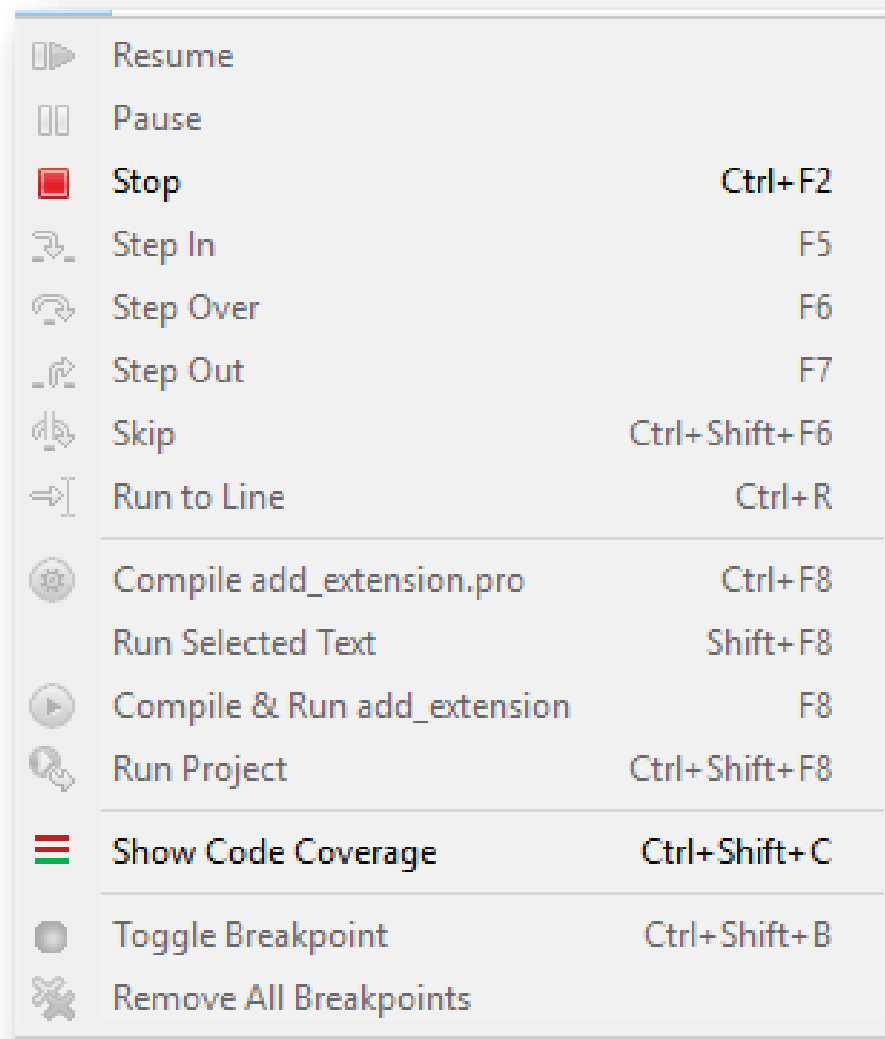 Resume
Pause
Stop Ctrl+F2
Step In F5
Step Over F6
Step Out F7
Skip Ctrl+Shift+F6
Run to Line Ctrl+R
Compile add_extension.pro Ctrl+F8
Run Selected Text Shift+F8
Compile & Run add_extension F8
Run Project Ctrl+Shift+F8
Show Code Coverage Ctrl+Shift+C
Toggle Breakpoint Ctrl+Shift+B
Remove All Breakpoints